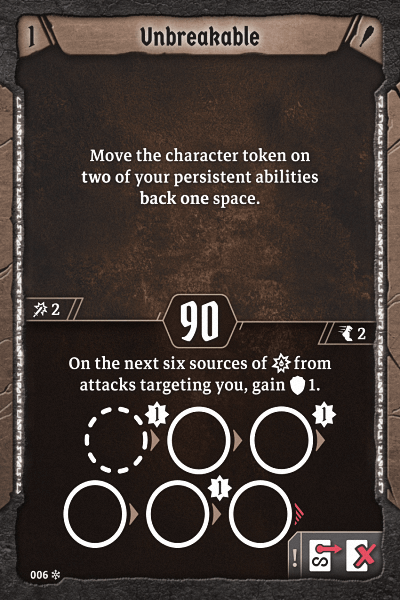 1
Unbreakable
Move the character token on
two of your persistent abilities
back one space.
2
90
2
On the next six sources of from
attacks targeting you, gain 1.
1
1
1
!
S
006